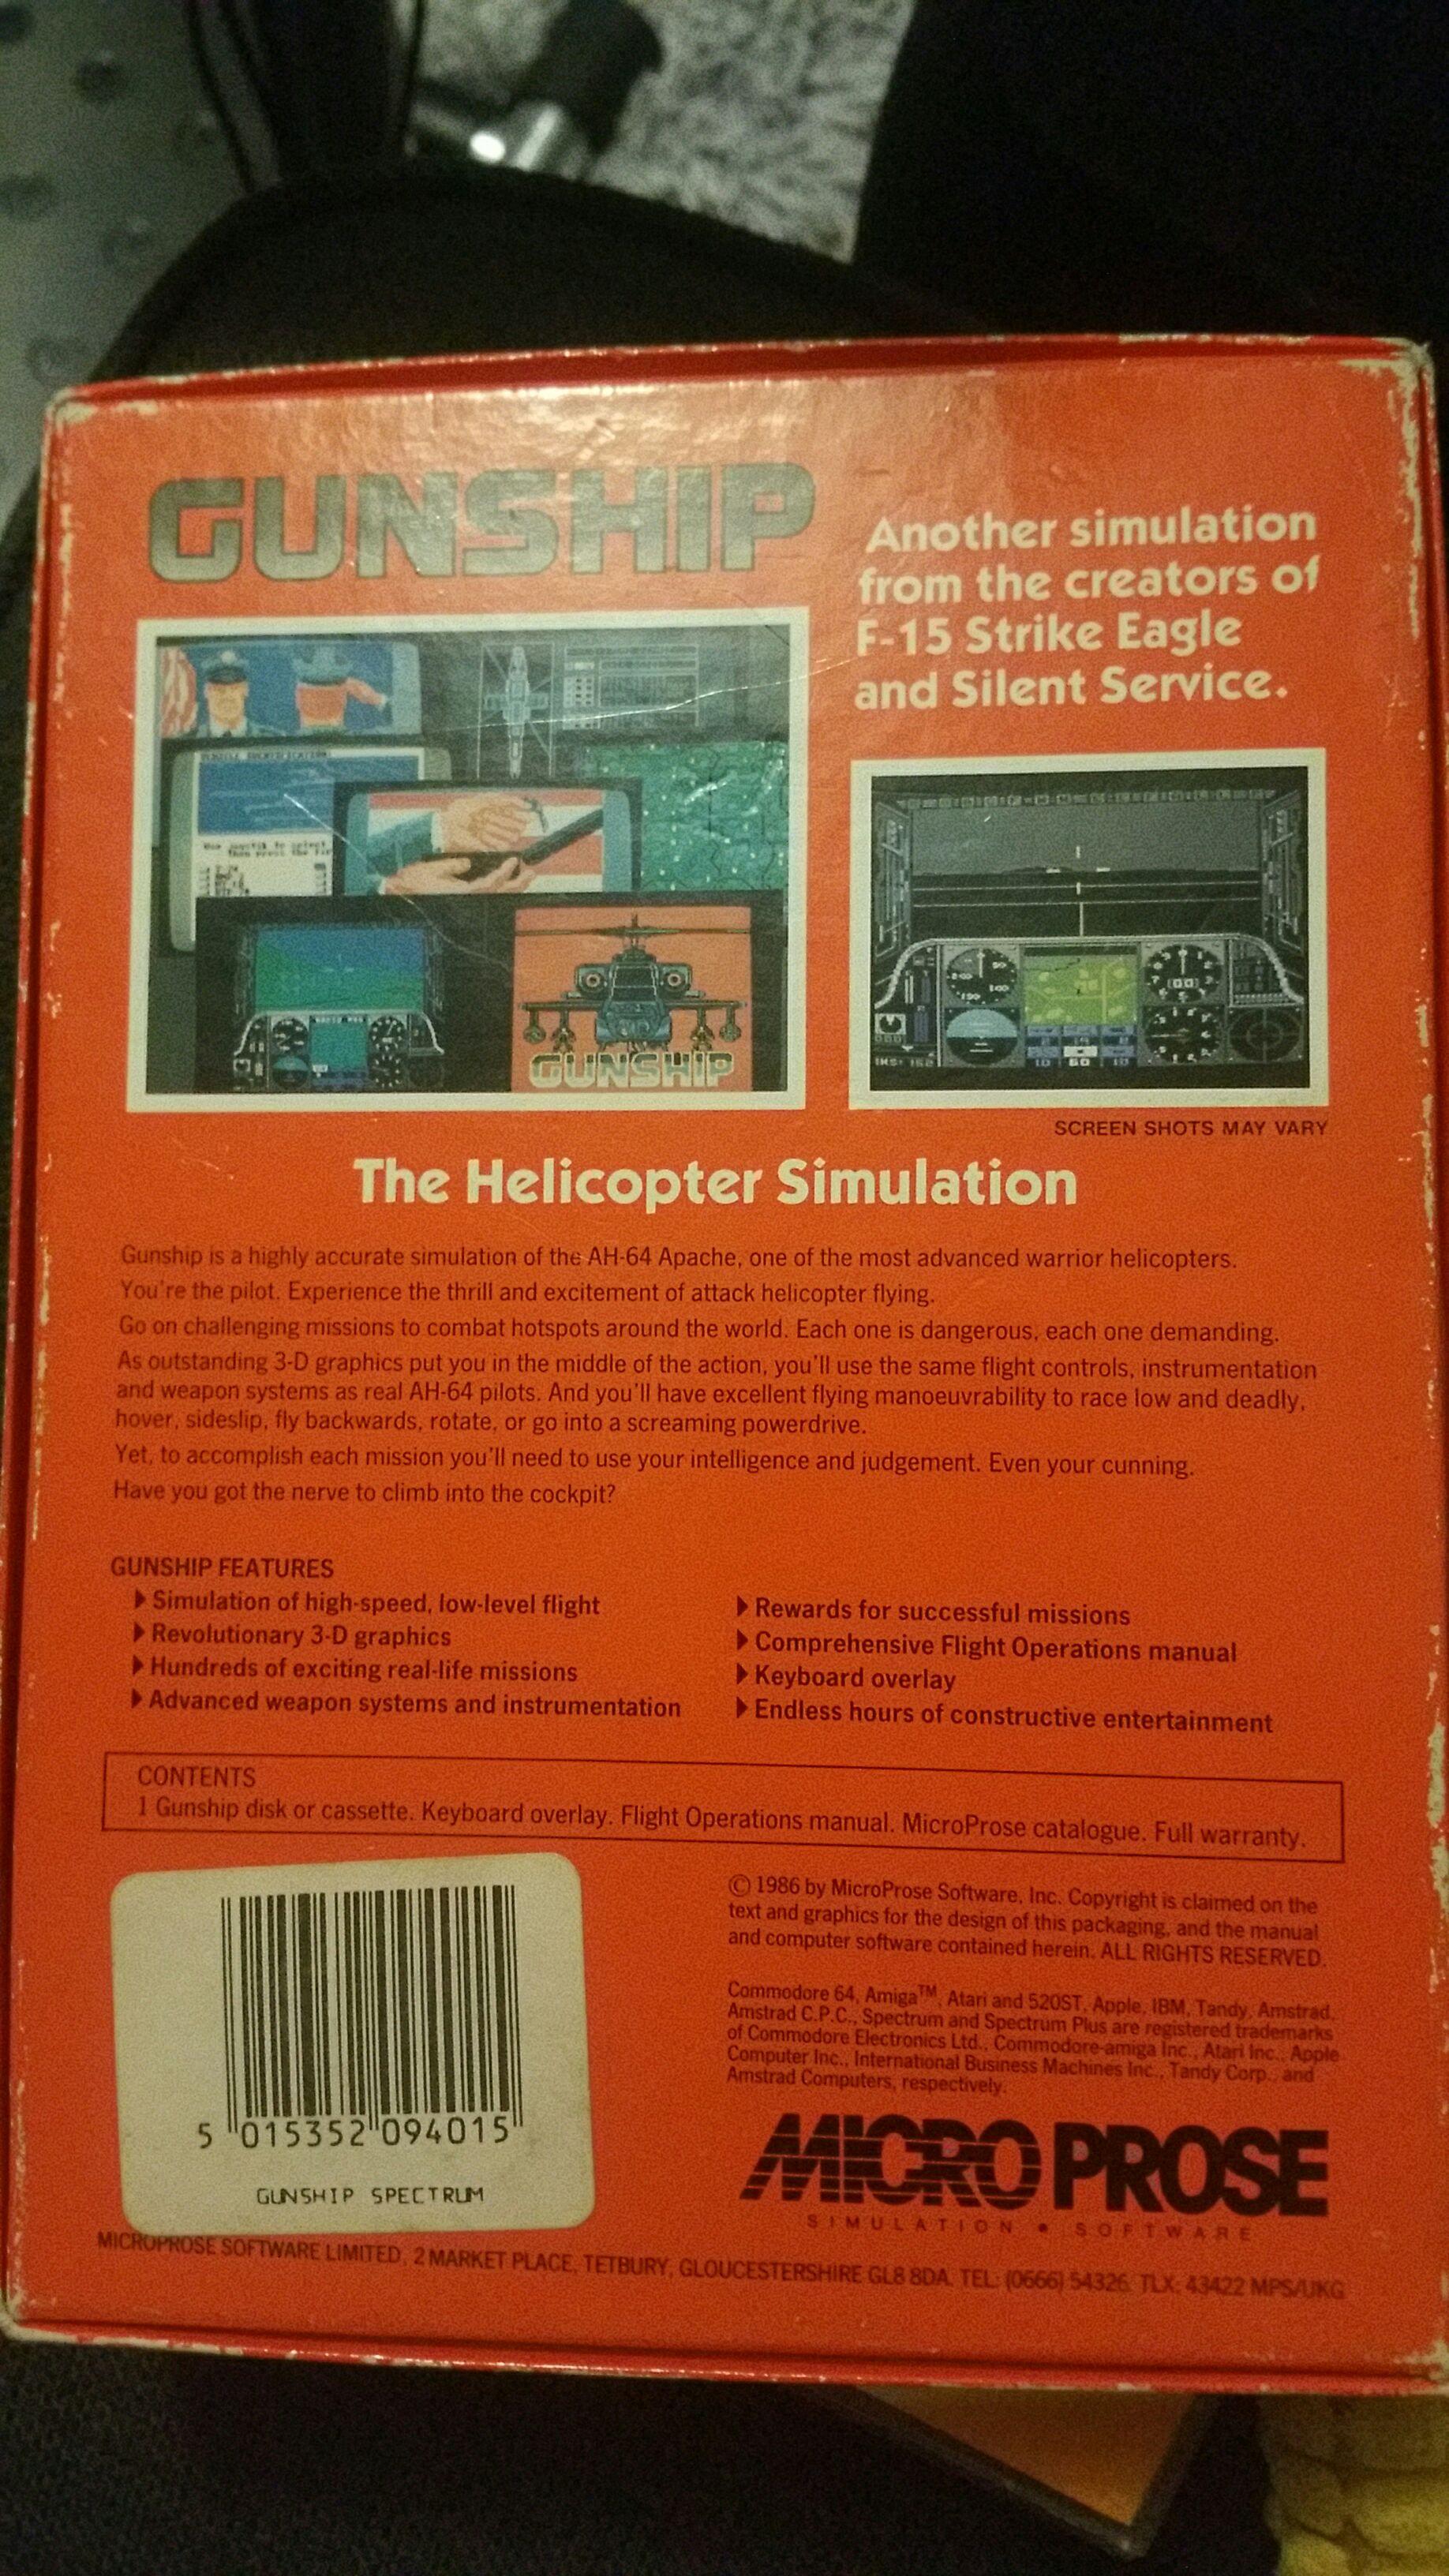 GUNSHIP
Another simulation
from the creators of
F-15 Strike Eagle
and Silent Service.
GUNSHIP
SCREEN SHOTS MAY VARY
The Helicopter Simulation
Gunship is a highly accurate simulation of the AH-64 Apache, one of the most advanced warrior helicopters.
You're the pilot. Experience the thrill and excitement of attack helicopter flying.
Go on challenging missions to combat hotspots around the world. Each one is dangerous, each one demanding.
As outstanding 3-D graphics put you in the middle of the action, you'll use the same flight controls, instrumentation
and weapon systems as real AH-64 pilots. And you'll have excellent flying manoeuvrability to race low and deadly,
hover, sideslip, fly backwards, rotate, or go into a screaming powerdrive.
Yet, to accomplish each mission you'll need to use your intelligence and judgement. Even your cunning.
Have you got the nerve to climb into the cockpit?
GUNSHIP FEATURES
Simulation of high-speed, low-level flight
Revolutionary 3-D graphics
Hundreds of exciting real-life missions
Advanced weapon systems and instrumentation
Rewards for successful missions
Comprehensive Flight Operations manual
Keyboard overlay
Endless hours of constructive entertainment
CONTENTS
1 Gunship disk or cassette. Keyboard overlay. Flight Operations manual. MicroProse catalogue. Full warranty.
5 015352 094015
GUNSHIP SPECTRUM
© 1986 by MicroProse Software, Inc. Copyright is claimed on the
text and graphics for the design of this packaging, and the manual
and computer software contained herein. ALL RIGHTS RESERVED.
Commodore 64, Amiga™, Atari and 520ST, Apple, IBM, Tandy, Amstrad,
Amstrad C.P.C., Spectrum and Spectrum Plus are registered trademarks
of Commodore Electronics Ltd., Commodore-amiga Inc., Atari Inc., Apple
Computer Inc., International Business Machines Inc., Tandy Corp., and
Amstrad Computers, respectively.
MICRO PROSE
SIMULATION • SOFTWARE
MICROPROSE SOFTWARE LIMITED, 2 MARKET PLACE, TETBURY, GLOUCESTERSHIRE GL8 8DA. TEL: (0666) 54326. TLX: 43422 MPS/UKG